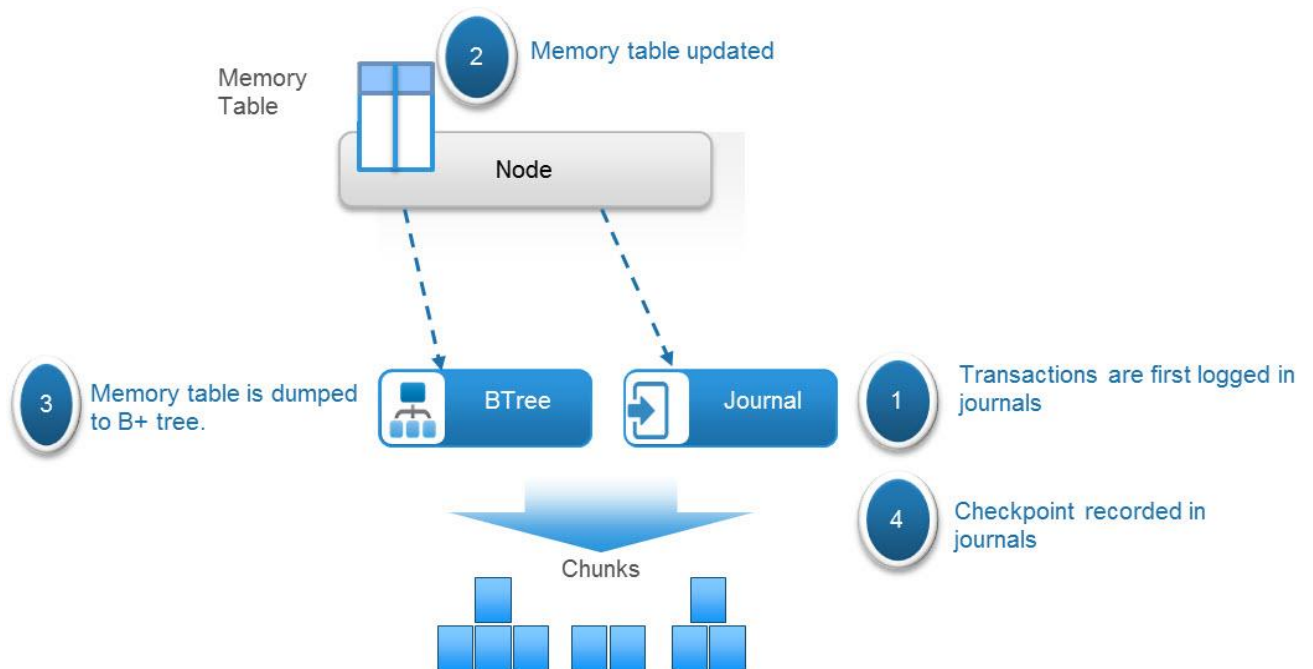 2
Memory table updated
Memory
Table
Node
3
Memory table is dumped
to B+ tree.
BTree
Journal
1
Transactions are first logged in
journals
4
Checkpoint recorded in
journals
Chunks